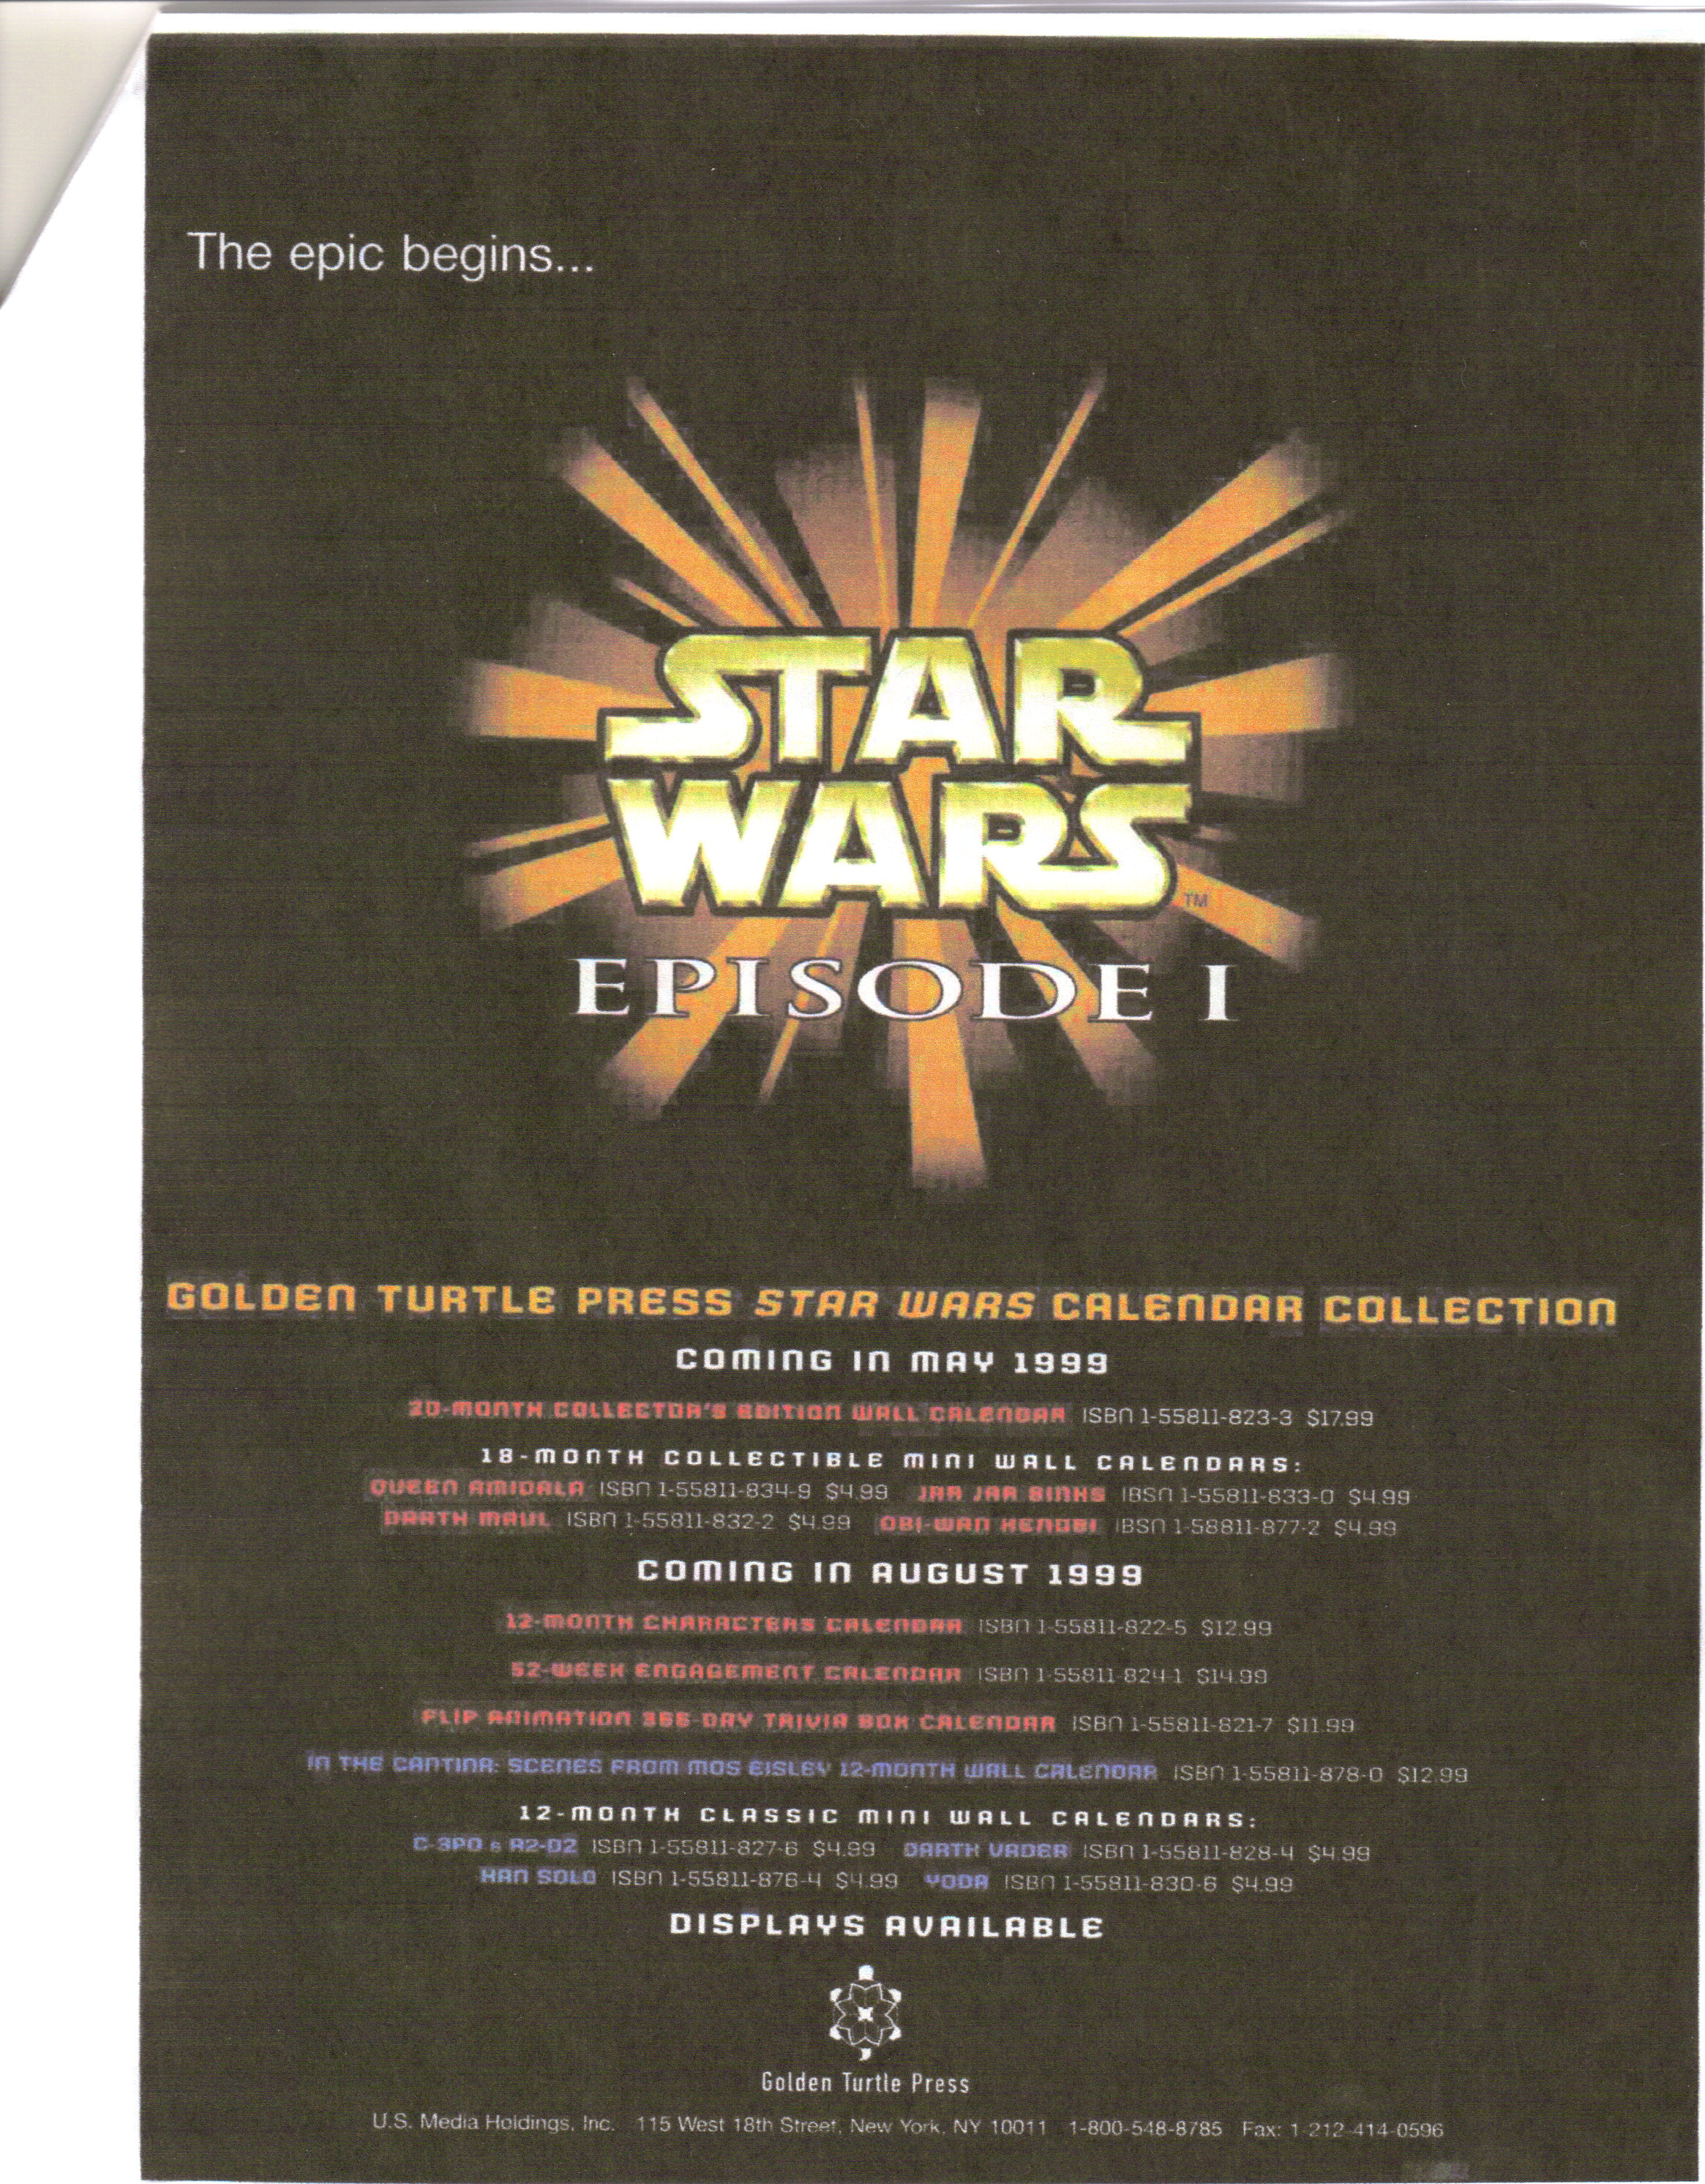 The epic begins...
STAR
WARS TM
EPISODE I
GOLDEN TURTLE PRESS STAR WARS CALENDAR COLLECTION
COMING IN MAY 1999
20-MONTH COLLECTOR'S EDITION WALL CALENDAR ISBN 1-55811-823-3 $17.99
18-MONTH COLLECTIBLE MINI WALL CALENDARS:
QUEEN AMIDALA ISBN 1-55811-834-9 $4.99 JAR JAR BINKS IBSN 1-55811-833-0 $4.99
DARTH MAUL ISBN 1-55811-832-2 $4.99 OBI-WAN KENOBI IBSN 1-58811-877-2 $4.99
COMING IN AUGUST 1999
12-MONTH CHARACTERS CALENDAR ISBN 1-55811-822-5 $12.99
52-WEEK ENGAGEMENT CALENDAR ISBN 1-55811-824-1 $14.99
FLIP ANIMATION 366-DAY TRIVIA BOX CALENDAR ISBN 1-55811-821-7 $11.99
IN THE CANTINA: SCENES FROM MOS EISLEY 12-MONTH WALL CALENDAR ISBN 1-55811-878-0 $12.99
12-MONTH CLASSIC MINI WALL CALENDARS:
C-3PO & R2-D2 ISBN 1-55811-827-6 $4.99 DARTH VADER ISBN 1-55811-828-4 $4.99
HAN SOLO ISBN 1-55811-876-4 $4.99 YODA ISBN 1-55811-830-6 $4.99
DISPLAYS AVAILABLE
Golden Turtle Press
U.S. Media Holdings, Inc. 115 West 18th Street, New York, NY 10011 1-800-548-8785 Fax: 1-212-414-0596